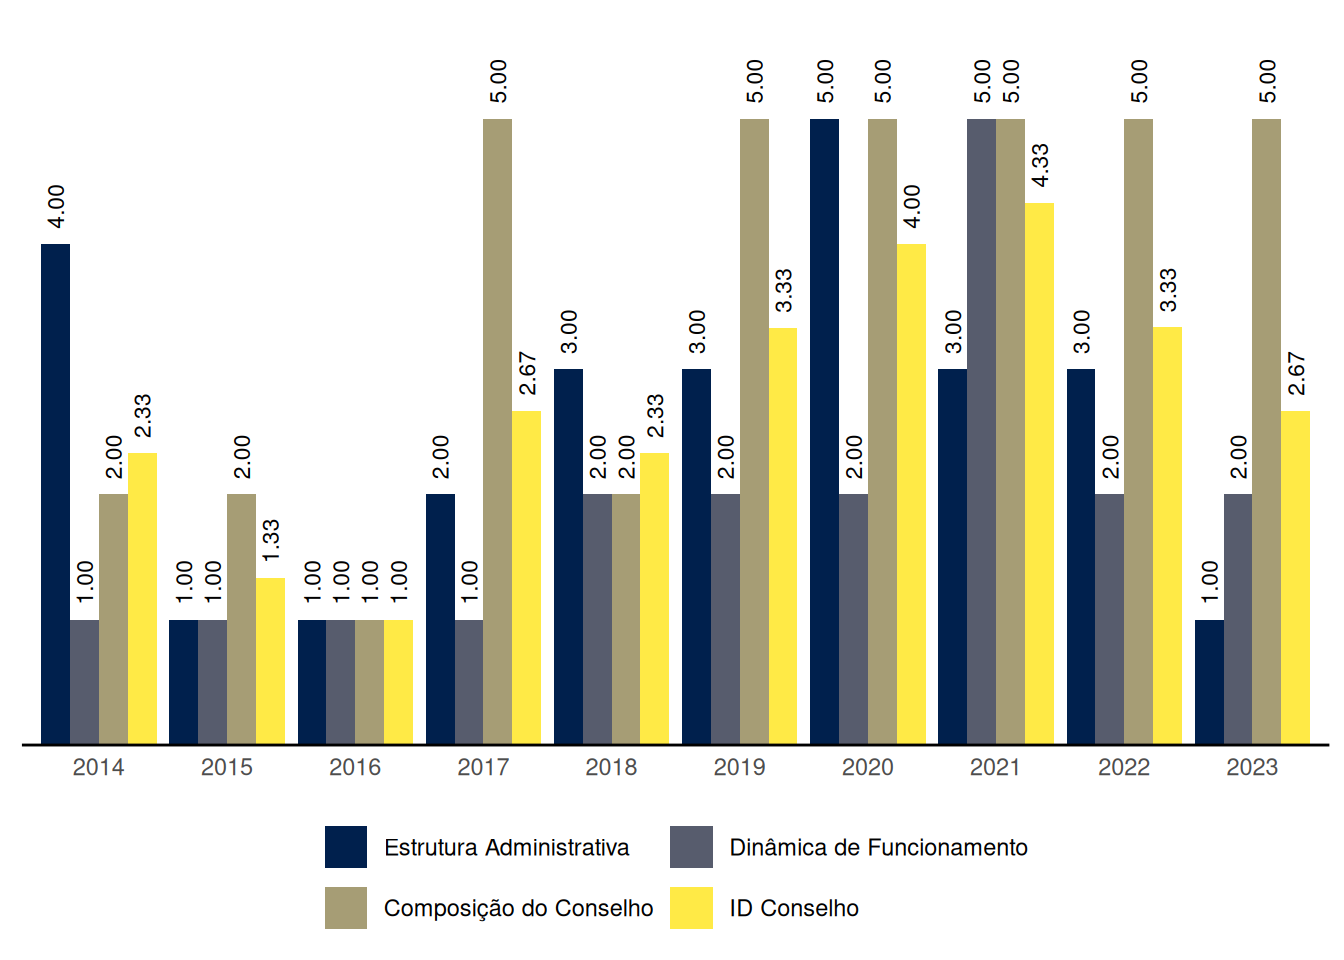 4.00 1.00 2.00 2.33 1.00 1.00 2.00 1.33 1.00 1.00 1.00 1.00 2.00 1.00 5.00 2.67 3.00 2.00 2.00 2.33 3.00 2.00 5.00 3.33 5.00 2.00 5.00 4.00 3.00 5.00 5.00 4.33 3.00 2.00 5.00 3.33 1.00 2.00 5.00 2.67
2014 2015 2016 2017 2018 2019 2020 2021 2022 2023
Estrutura Administrativa Dinâmica de Funcionamento
Composição do Conselho ID Conselho